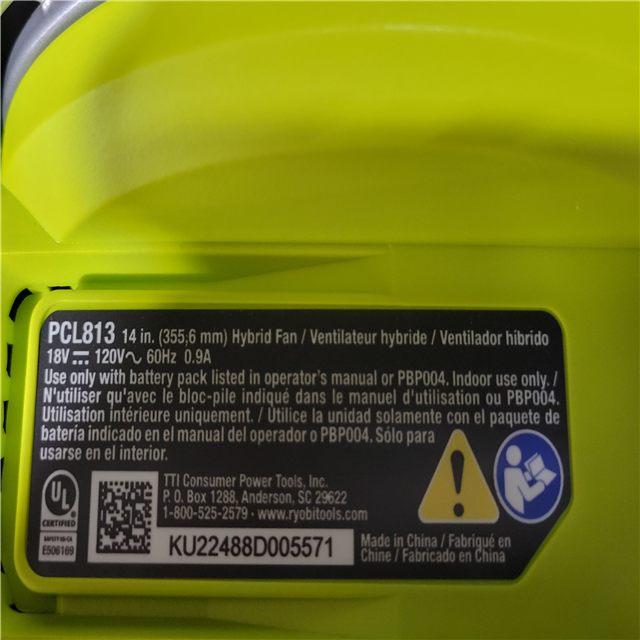 PCL813 14 in. (355,6 mm) Hybrid Fan / Ventilateur hybride / Ventilador híbrido
18V⎓ 120V~ 60Hz 0.9A
Use only with battery pack listed in operator's manual or PBP004. Indoor use only. /
N'utiliser qu'avec le bloc-pile indiqué dans le manuel d'utilisation ou PBP004.
Utilisation intérieure uniquement. / Utilice la unidad solamente con el paquete de
batería indicado en el manual del operador o PBP004. Sólo para
usarse en el interior.
UL
CERTIFIED
SAFETY US-CA
E506169
TTI Consumer Power Tools, Inc.
P. O. Box 1288, Anderson, SC 29622
1-800-525-2579 · www.ryobitools.com
KU22488D005571
Made in China / Fabriqué en
Chine / Fabricado en China